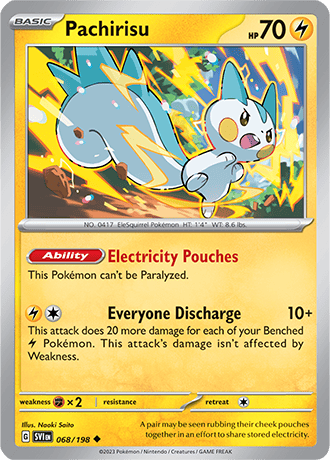 BASIC Pachirisu HP 70
NO. 0417 EleSquirrel Pokémon HT: 1'4" WT: 8.6 lbs.
Ability Electricity Pouches
This Pokémon can't be Paralyzed.
Everyone Discharge 10+
This attack does 20 more damage for each of your Benched
Pokémon. This attack's damage isn't affected by
Weakness.
weakness ×2 resistance retreat
Illus. Naoki Saito
G SVI EN 068/198
A pair may be seen rubbing their cheek pouches
together in an effort to share stored electricity.
©2023 Pokémon / Nintendo / Creatures / GAME FREAK